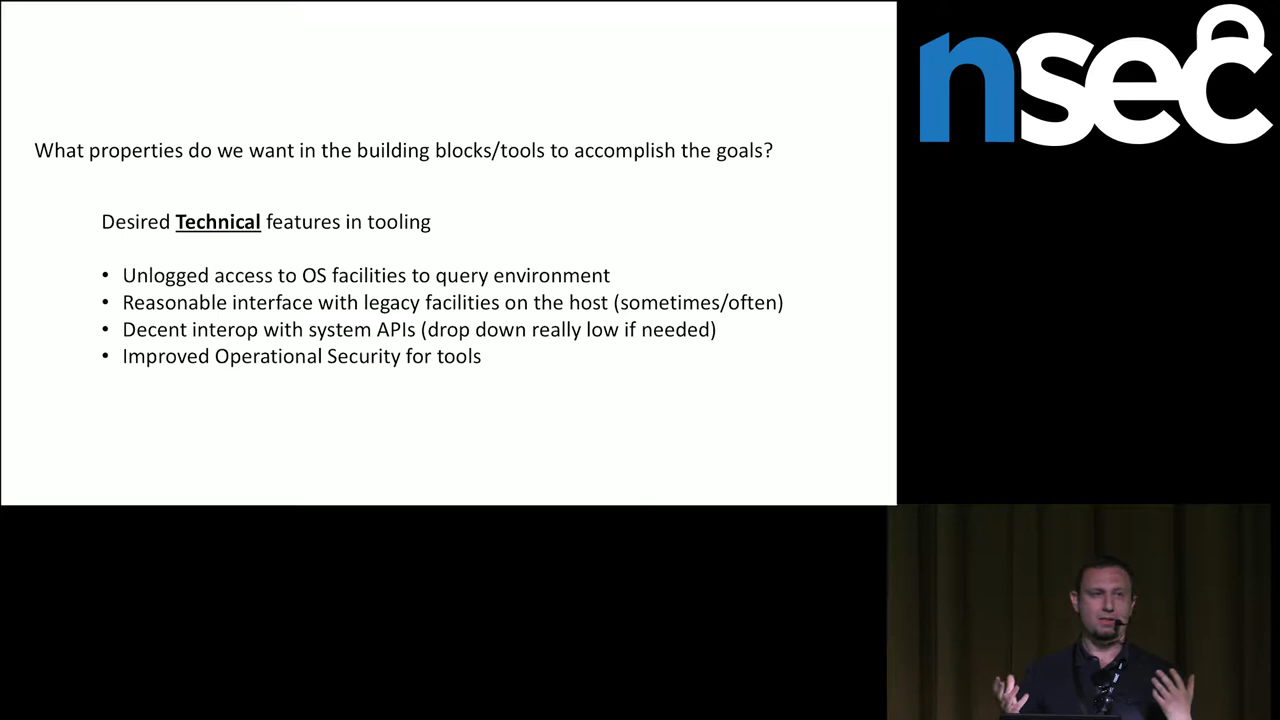 nsec
What properties do we want in the building blocks/tools to accomplish the goals?
Desired Technical features in tooling
• Unlogged access to OS facilities to query environment
• Reasonable interface with legacy facilities on the host (sometimes/often)
• Decent interop with system APIs (drop down really low if needed)
• Improved Operational Security for tools